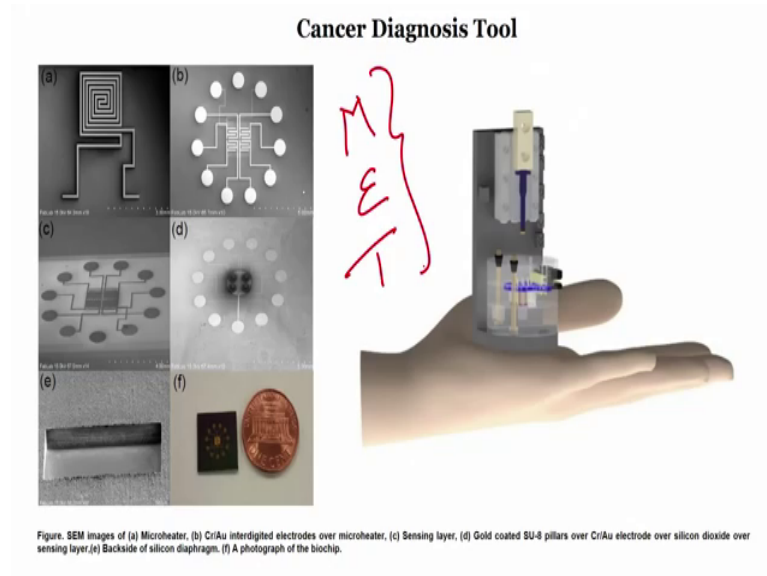 Cancer Diagnosis Tool
(a)
(b)
(c)
(d)
(e)
(f)
M
E
T
Figure. SEM images of (a) Microheater, (b) Cr/Au interdigited electrodes over microheater, (c) Sensing layer, (d) Gold coated SU-8 pillars over Cr/Au electrode over silicon dioxide over
sensing layer,(e) Backside of silicon diaphragm. (f) A photograph of the biochip.